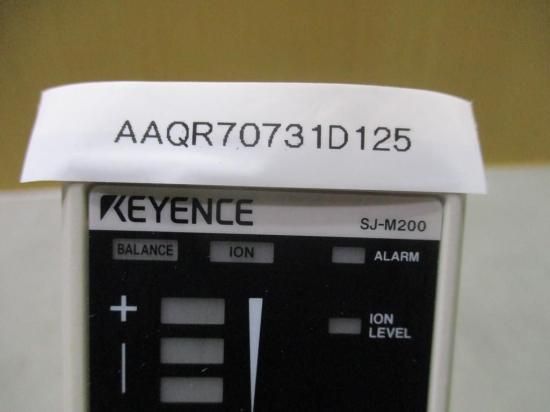 AAQR70731D125
KEYENCE
SJ-M200
BALANCE ION ALARM
+
ION
LEVEL